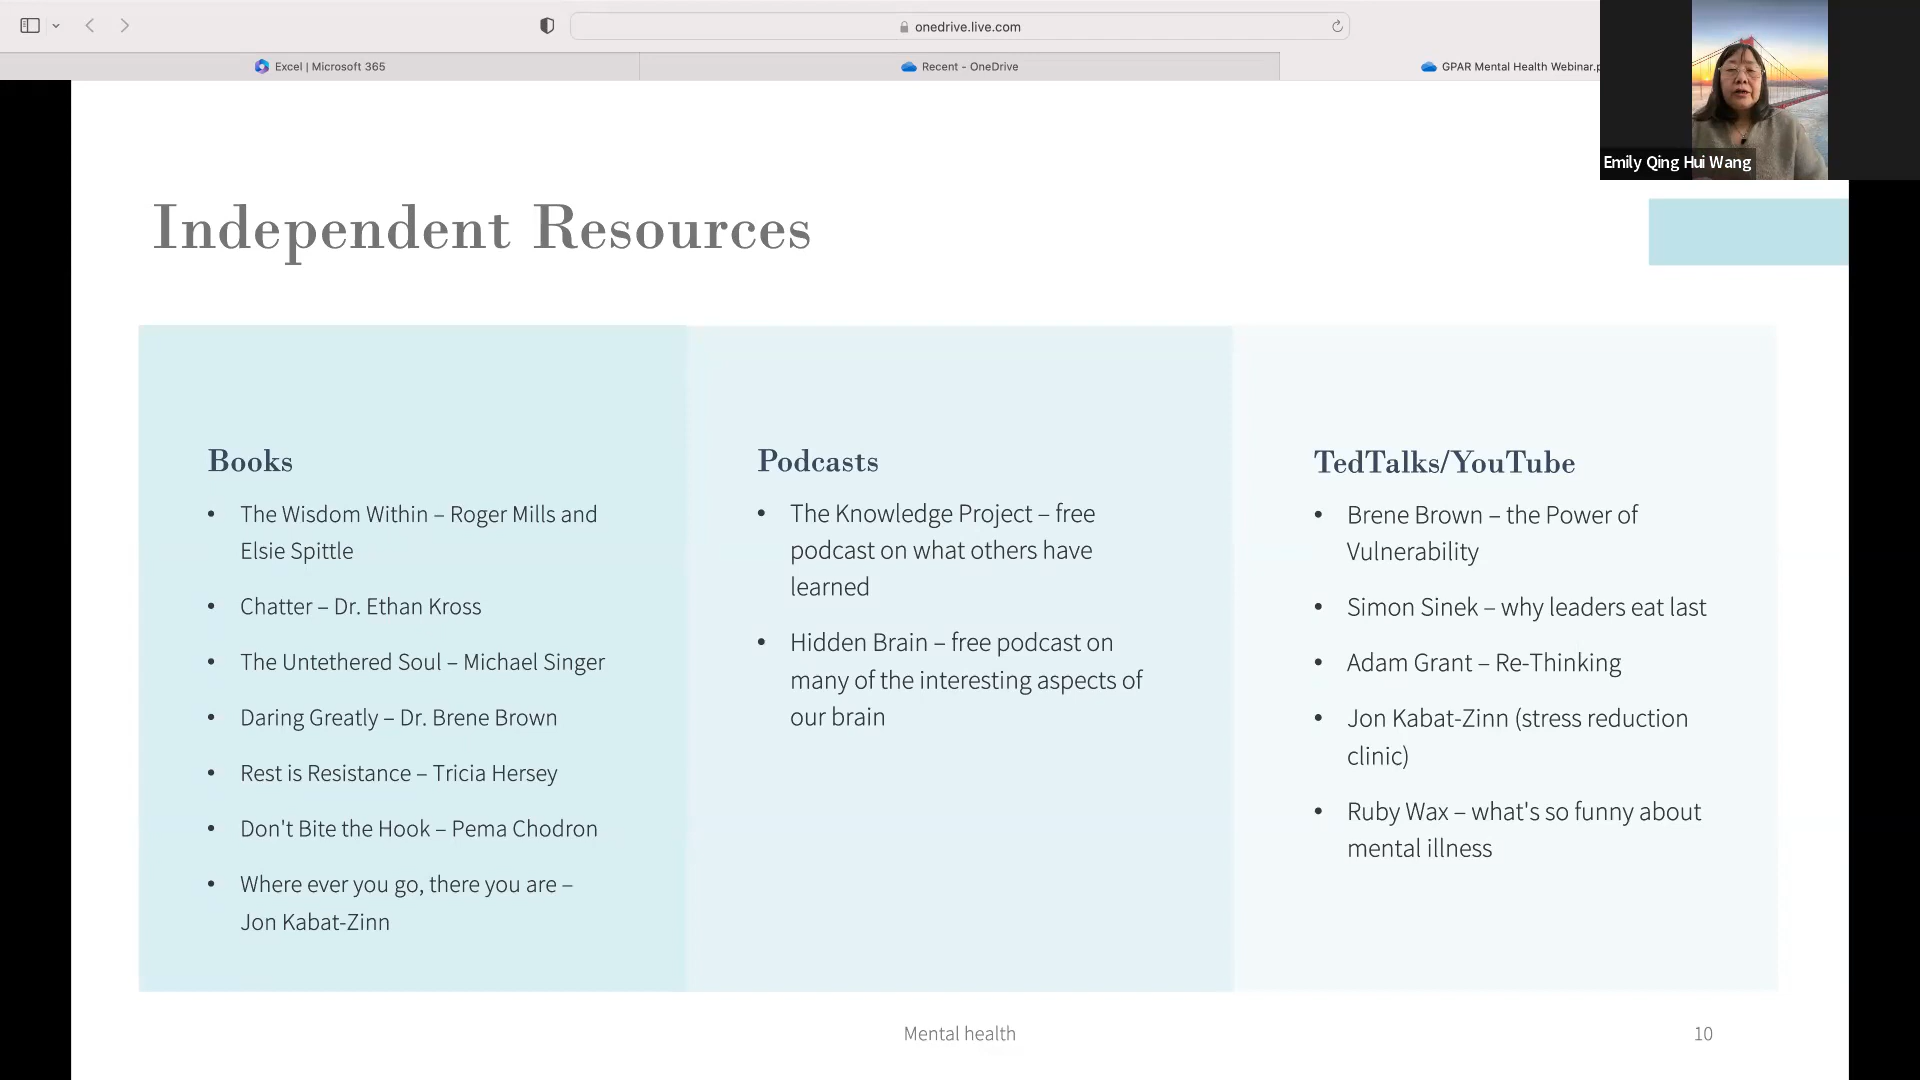 onedrive.live.com
Excel | Microsoft 365
Recent - OneDrive
GPAR Mental Health Webinar.p
Emily Qing Hui Wang
Independent Resources
Books
• The Wisdom Within – Roger Mills and
Elsie Spittle
• Chatter – Dr. Ethan Kross
• The Untethered Soul – Michael Singer
• Daring Greatly – Dr. Brene Brown
• Rest is Resistance – Tricia Hersey
• Don't Bite the Hook – Pema Chodron
• Where ever you go, there you are –
Jon Kabat-Zinn
Podcasts
• The Knowledge Project – free
podcast on what others have
learned
• Hidden Brain – free podcast on
many of the interesting aspects of
our brain
TedTalks/YouTube
• Brene Brown – the Power of
Vulnerability
• Simon Sinek – why leaders eat last
• Adam Grant – Re-Thinking
• Jon Kabat-Zinn (stress reduction
clinic)
• Ruby Wax – what's so funny about
mental illness
Mental health
10